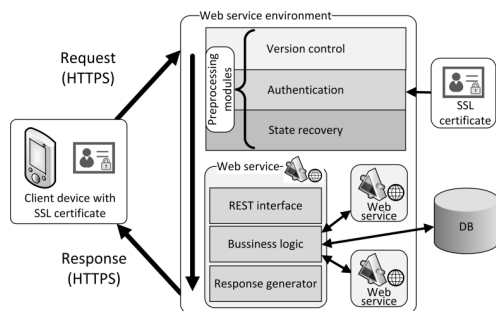 Web service environment
Request
(HTTPS)
Preprocessing
modules
Version control
Authentication
State recovery
SSL
certificate
Client device with
SSL certificate
Web service
REST interface
Bussiness logic
Response generator
Web
service
DB
Web
service
Response
(HTTPS)